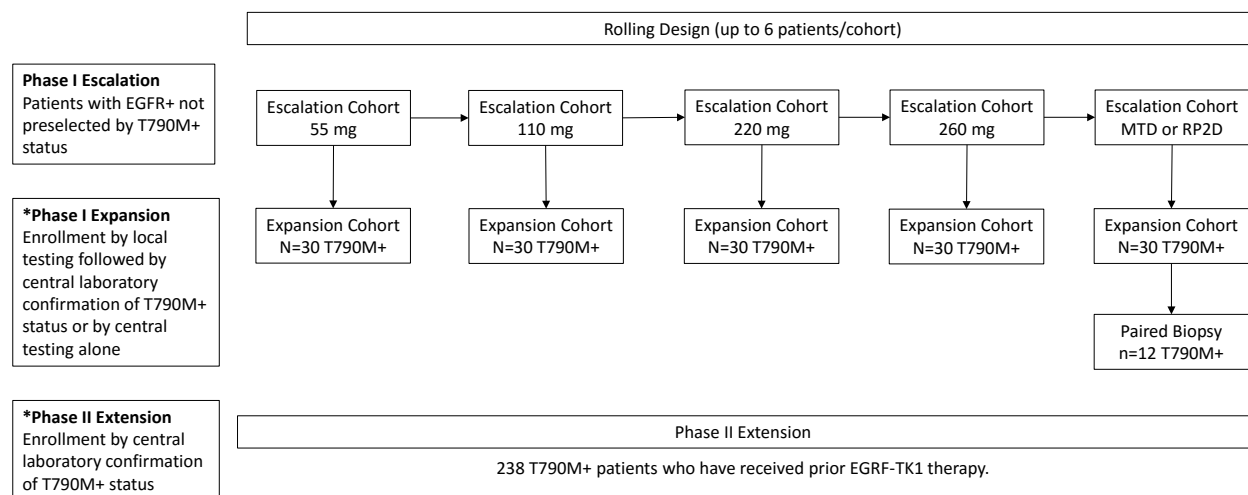 Rolling Design (up to 6 patients/cohort)
Phase I Escalation
Patients with EGFR+ not
preselected by T790M+
status
Escalation Cohort
55 mg
Escalation Cohort
110 mg
Escalation Cohort
220 mg
Escalation Cohort
260 mg
Escalation Cohort
MTD or RP2D
*Phase I Expansion
Enrollment by local
testing followed by
central laboratory
confirmation of T790M+
status or by central
testing alone
Expansion Cohort
N=30 T790M+
Expansion Cohort
N=30 T790M+
Expansion Cohort
N=30 T790M+
Expansion Cohort
N=30 T790M+
Expansion Cohort
N=30 T790M+
Paired Biopsy
n=12 T790M+
*Phase II Extension
Enrollment by central
laboratory confirmation
of T790M+ status
Phase II Extension
238 T790M+ patients who have received prior EGRF-TK1 therapy.